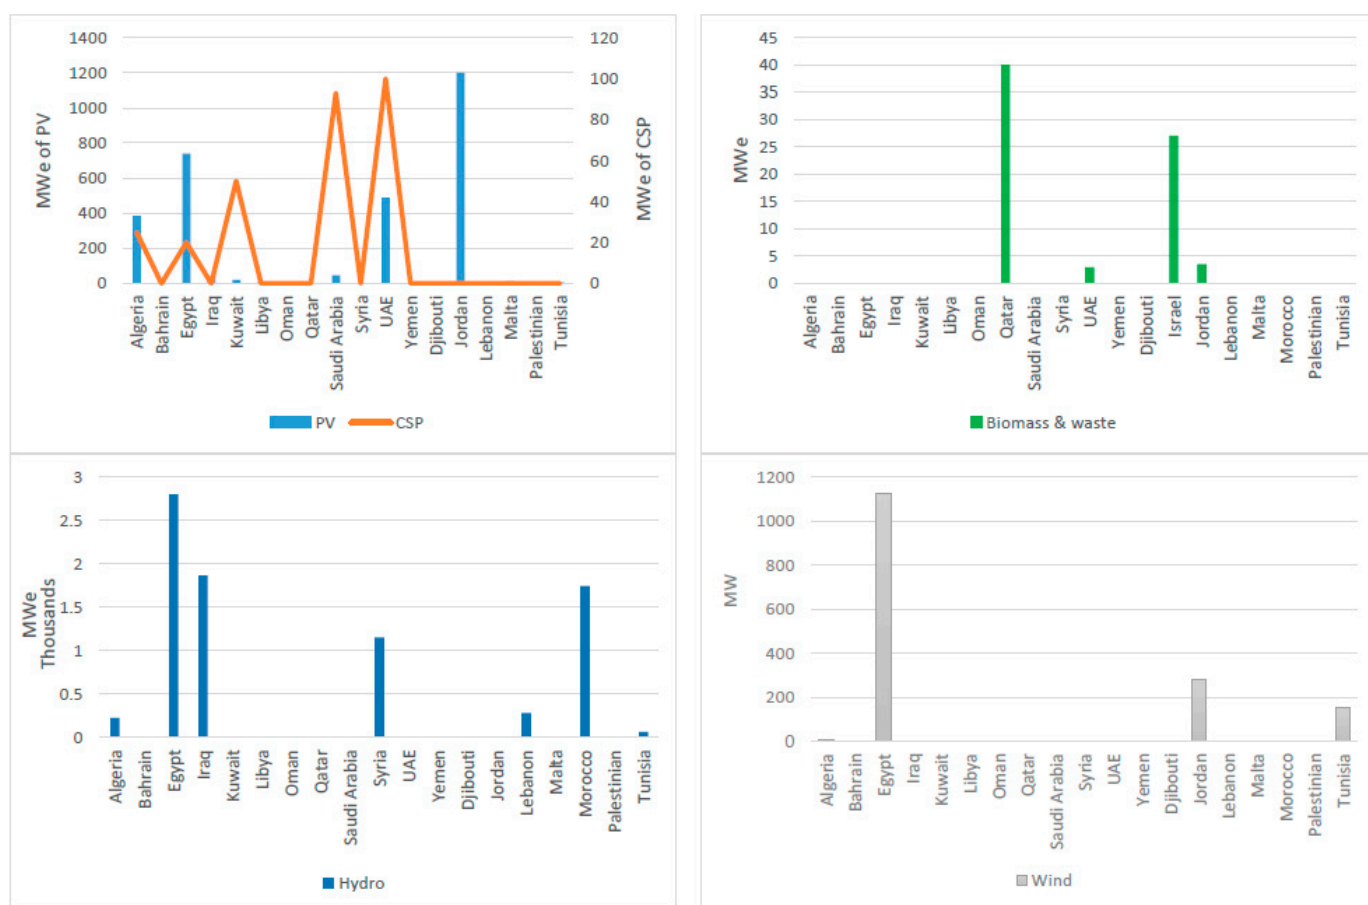 1400
1200
1000
800
600
400
200
0
MWe of PV
120
100
80
60
40
20
0
MWe of CSP
Algeria
Bahrain
Egypt
Iraq
Kuwait
Libya
Oman
Qatar
Saudi Arabia
Syria
UAE
Yemen
Djibouti
Jordan
Lebanon
Malta
Palestinian
Tunisia
PV CSP
45
40
35
30
25
20
15
10
5
0
MWe
Algeria
Bahrain
Egypt
Iraq
Kuwait
Libya
Oman
Qatar
Saudi Arabia
Syria
UAE
Yemen
Djibouti
Israel
Jordan
Lebanon
Malta
Morocco
Palestinian
Tunisia
Biomass & waste
3
2.5
2
1.5
1
0.5
0
MWe
Thousands
Algeria
Bahrain
Egypt
Iraq
Kuwait
Libya
Oman
Qatar
Saudi Arabia
Syria
UAE
Yemen
Djibouti
Jordan
Lebanon
Malta
Morocco
Palestinian
Tunisia
Hydro
1200
1000
800
600
400
200
0
MW
Algeria
Bahrain
Egypt
Iraq
Kuwait
Libya
Oman
Qatar
Saudi Arabia
Syria
UAE
Yemen
Djibouti
Jordan
Lebanon
Malta
Morocco
Palestinian
Tunisia
Wind